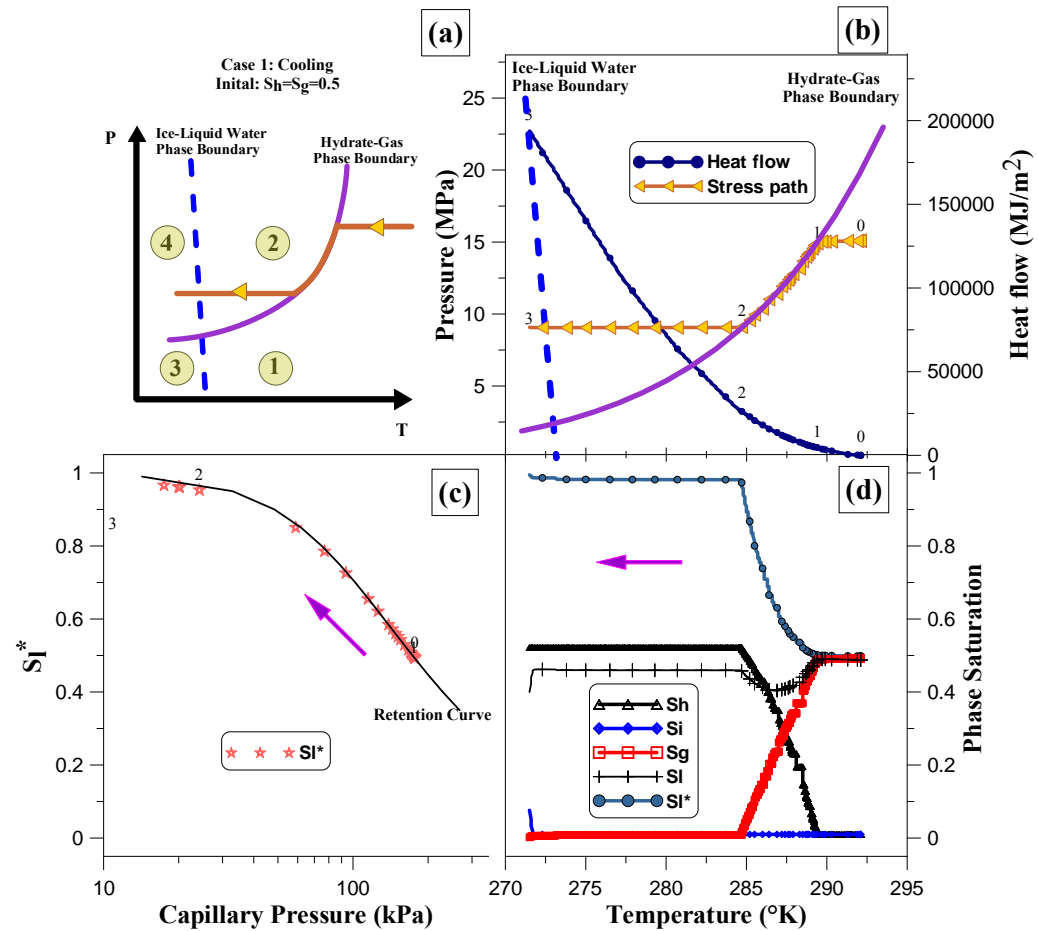 (a)
Case 1: Cooling
Inital: Sh=Sg=0.5
P
Ice-Liquid Water
Phase Boundary
Hydrate-Gas
Phase Boundary
4
2
3
1
T
(b)
Ice-Liquid Water
Phase Boundary
Hydrate-Gas
Phase Boundary
Heat flow
Stress path
Pressure (MPa)
25
20
15
10
5
Heat flow (MJ/m2)
200000
150000
100000
50000
0
3
1
0
3
2
2
1
0
(c)
Sl*
1
0.8
0.6
0.4
0.2
0
2
3
0
1
Retention Curve
Sl*
10
100
Capillary Pressure (kPa)
(d)
Sh
Si
Sg
Sl
Sl*
1
0.8
0.6
0.4
0.2
0
Phase Saturation
270
275
280
285
290
295
Temperature (°K)